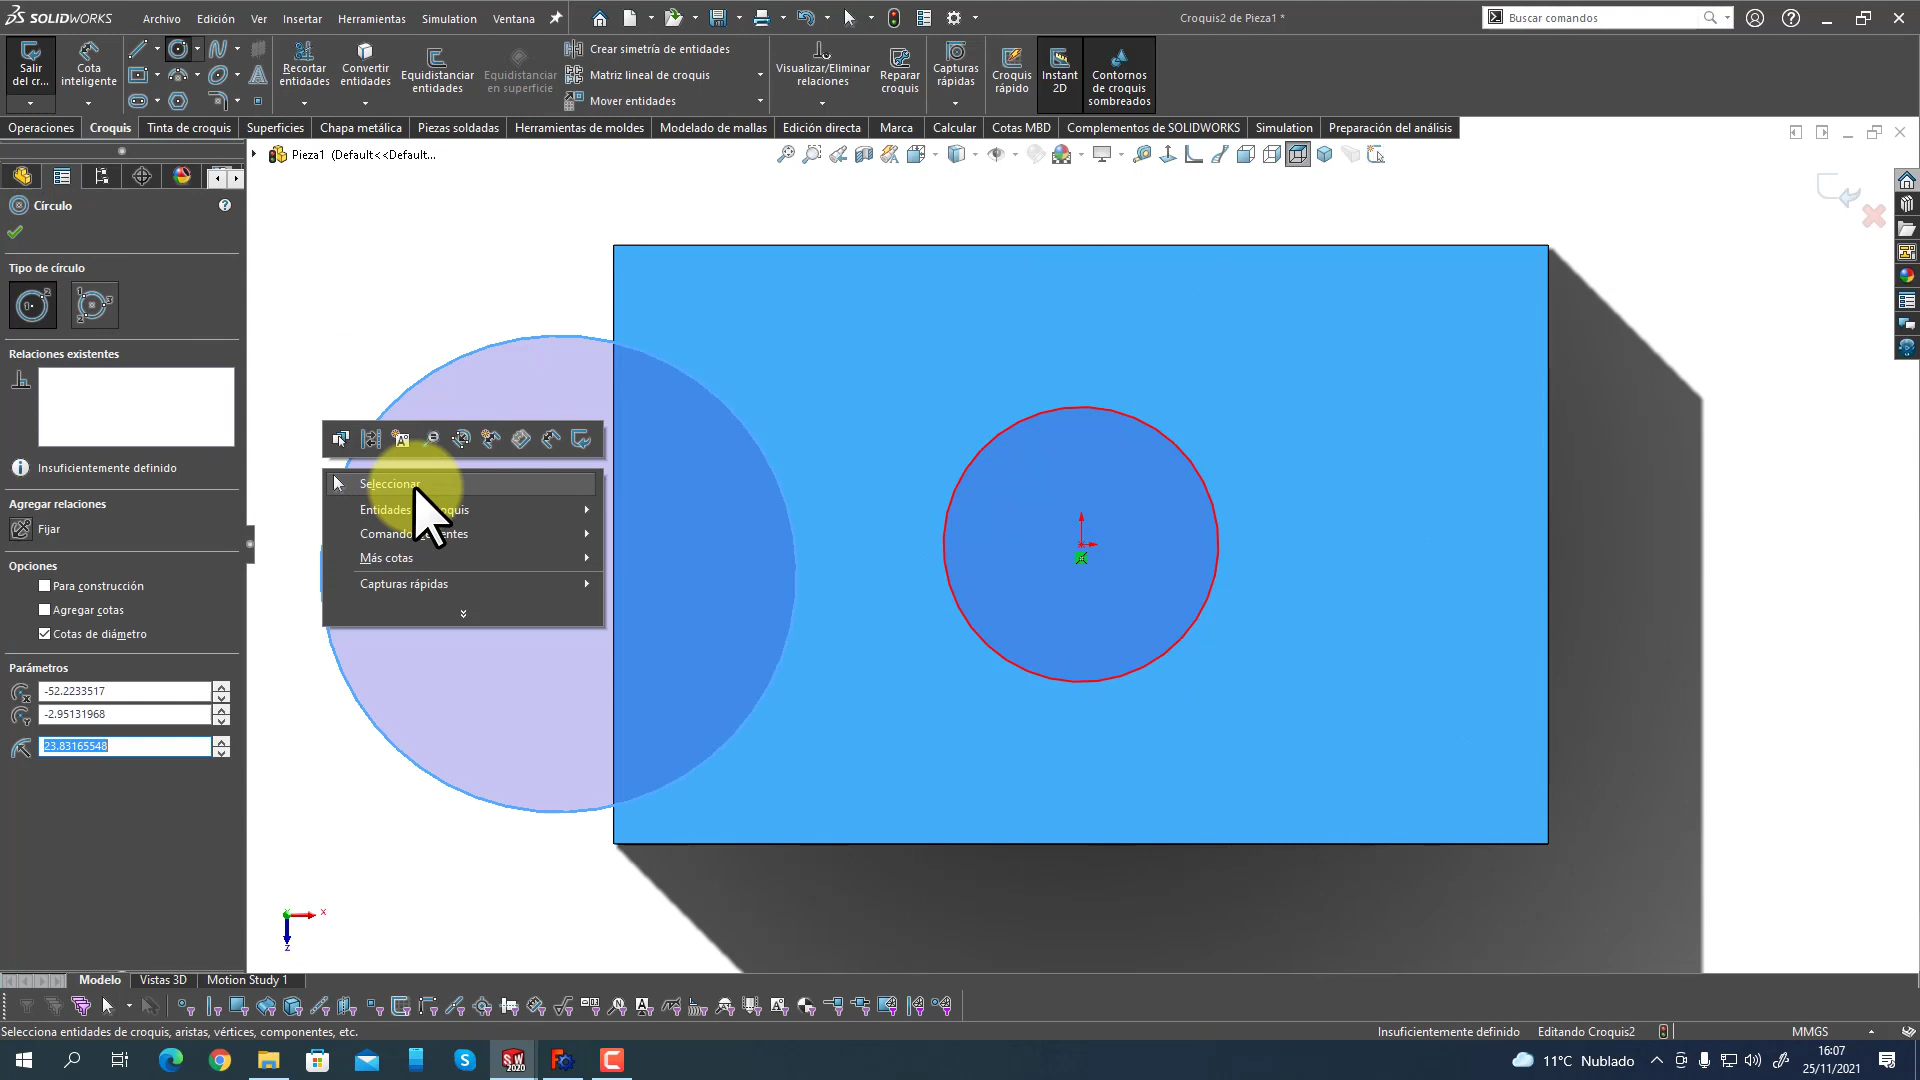 SOLIDWORKS
Archivo Edición Ver Insertar Herramientas Simulation Ventana
Croquis2 de Pieza1 *
Buscar comandos
Salir del cr...
Cota inteligente
Recortar entidades
Convertir entidades
Equidistanciar entidades
Equidistanciar en superficie
Crear simetría de entidades
Matriz lineal de croquis
Mover entidades
Visualizar/Eliminar relaciones
Reparar croquis
Capturas rápidas
Croquis rápido
Instant 2D
Contornos de croquis sombreados
Operaciones Croquis Tinta de croquis Superficies Chapa metálica Piezas soldadas Herramientas de moldes Modelado de mallas Edición directa Marca Calcular Cotas MBD Complementos de SOLIDWORKS Simulation Preparación del análisis
Pieza1 (Default<<Default...
Círculo
Tipo de círculo
Relaciones existentes
Insuficientemente definido
Agregar relaciones
Fijar
Opciones
Para construcción
Agregar cotas
Cotas de diámetro
Parámetros
-52.2233517
-2.95131968
23.83165548
Seleccionar
Entidades
Más cotas
Capturas rápidas
x
z
Modelo Vistas 3D Motion Study 1
Selecciona entidades de croquis, aristas, vértices, componentes, etc.
Insuficientemente definido Editando Croquis2 MMGS
11°C Nublado
16:07
25/11/2021